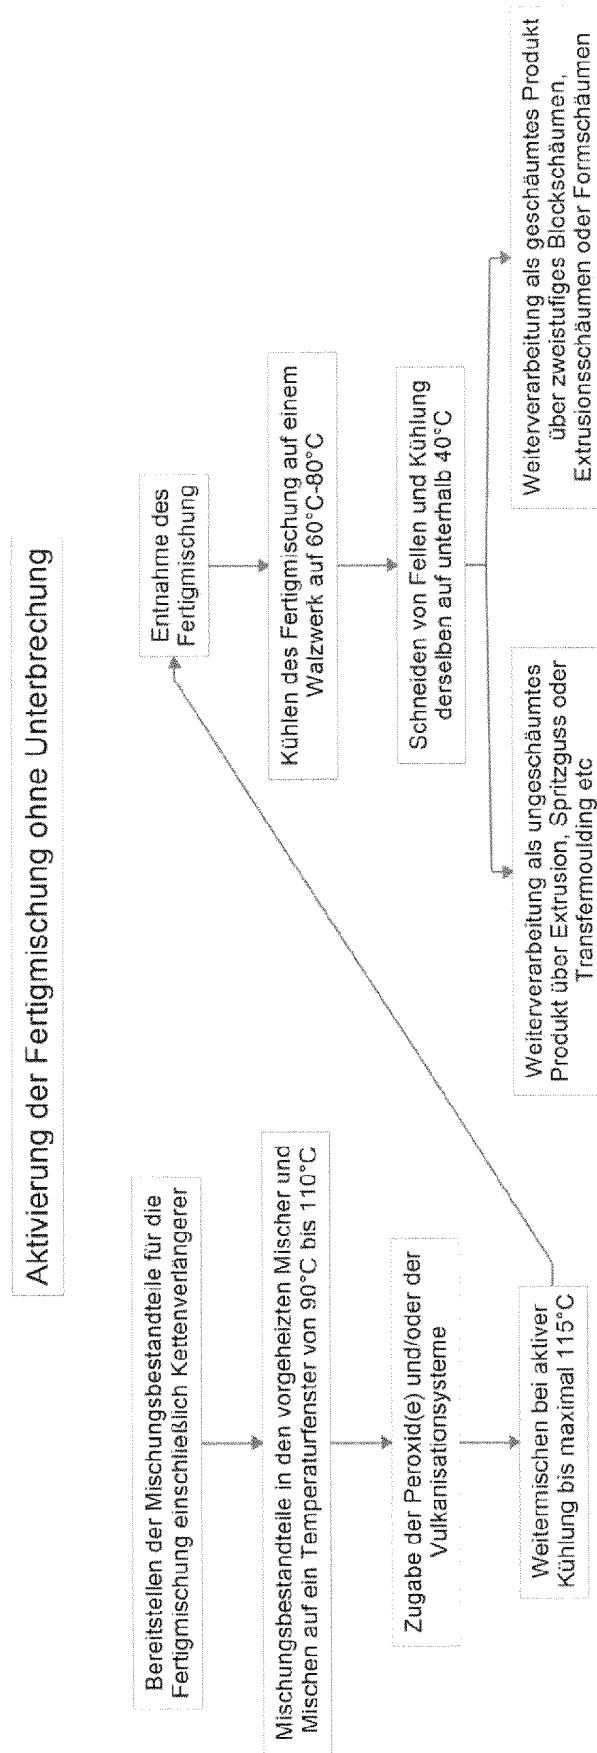 Aktivierung der Fertigmischung ohne Unterbrechung
Bereitstellen der Mischungsbestandteile für die
Fertigmischung einschließlich Kettenverlängerer
Mischungsbestandteile in den vorgeheizten Mischer und
Mischen auf ein Temperaturfenster von 90°C bis 110°C
Zugabe der Peroxid(e) und/oder der
Vulkanisationsysteme
Weitermischen bei aktiver
Kühlung bis maximal 115°C
Entnahme des
Fertigmischung
Kühlen des Fertigmischung auf einem
Walzwerk auf 60°C-80°C
Schneiden von Fellen und Kühlung
derselben auf unterhalb 40°C
Weiterverarbeitung als ungeschäumtes
Produkt über Extrusion, Spritzguss oder
Transfermoulding etc
Weiterverarbeitung als geschäumtes Produkt
über zweistufiges Blockschäumen,
Extrusionsschäumen oder Formschäumen